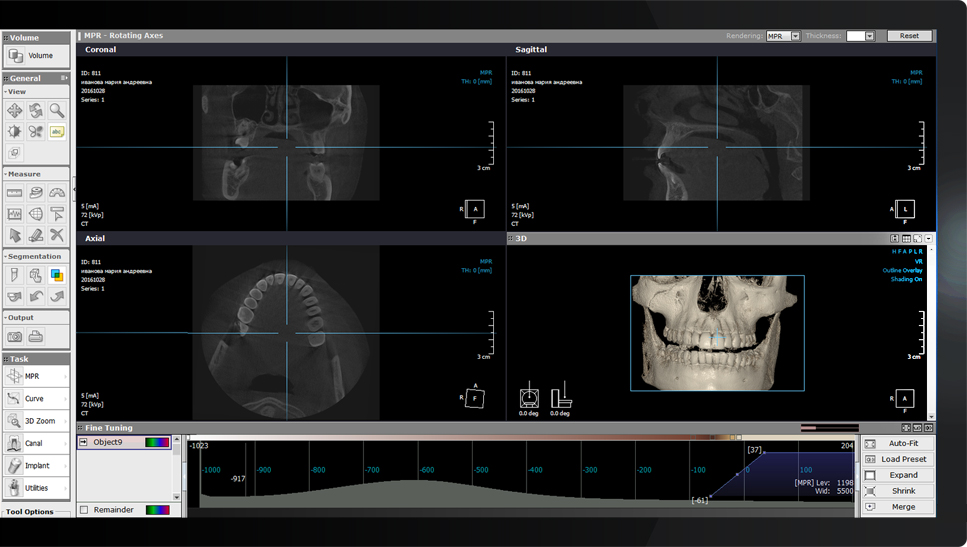 Volume
Volume
General
View
abc
Measure
Segmentation
Output
Task
MPR
Curve
3D Zoom
Canal
Implant
Utilities
Tool Options
MPR - Rotating Axes
Rendering: MPR Thickness: Reset
Coronal
ID: 811
иванова мария андреевна
20161028
Series: 1
MPR
TH: 0 [mm]
3 cm
5 [mA]
72 [kVp]
CT
R A
F
Sagittal
ID: 811
иванова мария андреевна
20161028
Series: 1
MPR
TH: 0 [mm]
3 cm
5 [mA]
72 [kVp]
CT
A L
F
Axial
ID: 811
иванова мария андреевна
20161028
Series: 1
MPR
TH: 0 [mm]
3 cm
5 [mA]
72 [kVp]
CT
A
R F
3D
H F A P L R
VR
Outline Overlay
Shading On
3 cm
0.0 deg 0.0 deg
R A
F
Fine Tuning
Object9
Remainder
-1023 204
[37]
-1000 -900 -800 -700 -600 -500 -400 -300 -200 -100 0 100
-917
[-61]
[MPR] Lev: 1198
Wid: 5500
Auto-Fit
Load Preset
Expand
Shrink
Merge